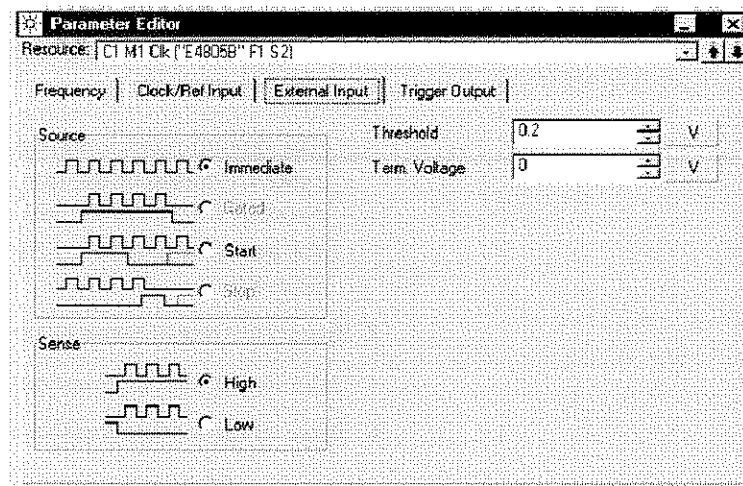 Parameter Editor
Resource: C1 M1 Clk ("E4805B" F1 S2)
Frequency
Clock/Ref Input
External Input
Trigger Output
Source
Immediate
Gated
Start
Stop
Threshold 0.2 V
Term. Voltage 0 V
Sense
High
Low